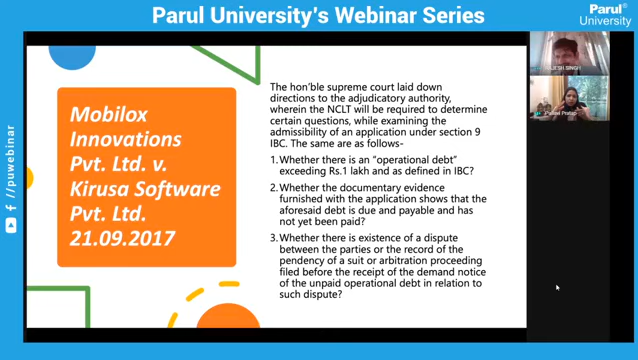 Parul University's Webinar Series
Parul®
University
Mobilox
Innovations
Pvt. Ltd. v.
Kirusa Software
Pvt. Ltd.
21.09.2017
The hon'ble supreme court laid down
directions to the adjudicatory authority,
wherein the NCLT will be required to determine
certain questions, while examining the
admissibility of an application under section 9
IBC. The same are as follows-
1. Whether there is an "operational debt"
exceeding Rs.1 lakh and as defined in IBC?
2. Whether the documentary evidence
furnished with the application shows that the
aforesaid debt is due and payable and has
not yet been paid?
3. Whether there is existence of a dispute
between the parties or the record of the
pendency of a suit or arbitration proceeding
filed before the receipt of the demand notice
of the unpaid operational debt in relation to
such dispute?
SINGH
Pallavi Pratap
/puwebinar